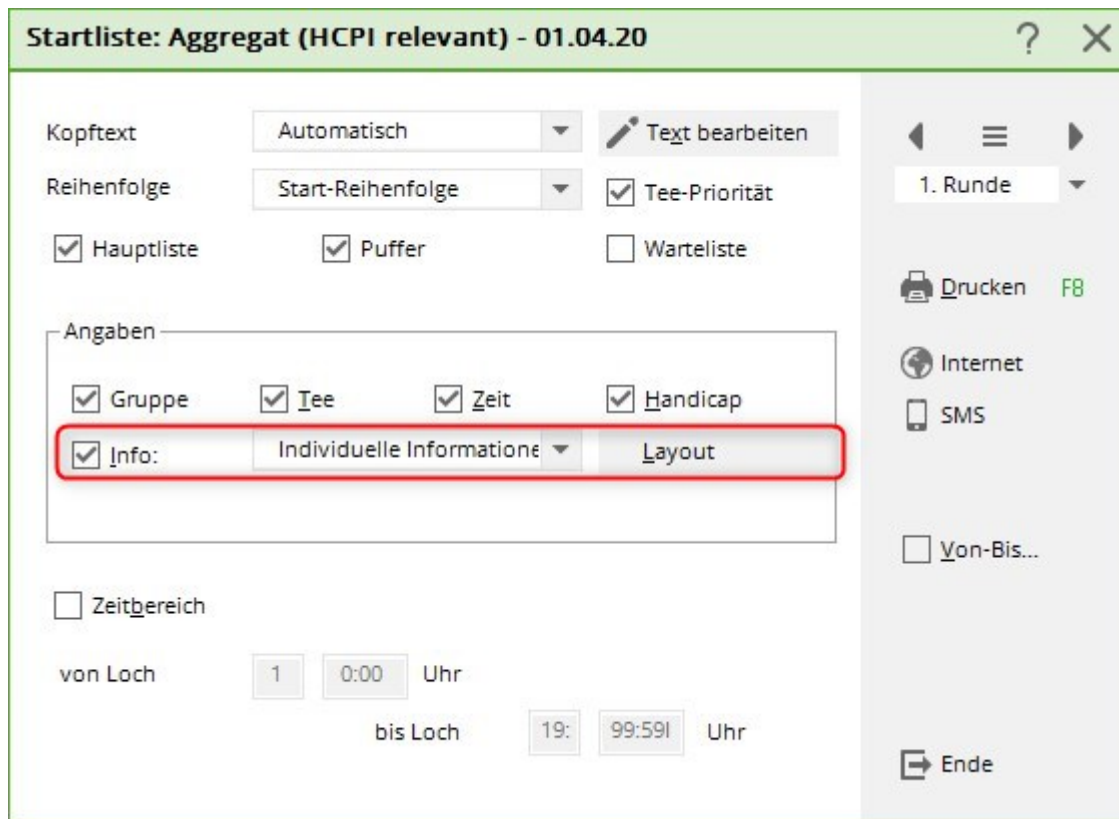 Startliste: Aggregat (HCPI relevant) - 01.04.20 ?
Kopftext Automatisch Text bearbeiten
Reihenfolge Start-Reihenfolge Tee-Priorität
Hauptliste Puffer Warteliste
Angaben
Gruppe Tee Zeit Handicap
Info: Individuelle Informatione Layout
Zeitbereich
von Loch 1 0:00 Uhr
bis Loch 19: 99:59 Uhr
1. Runde
Drucken F8
Internet
SMS
Von-Bis...
Ende